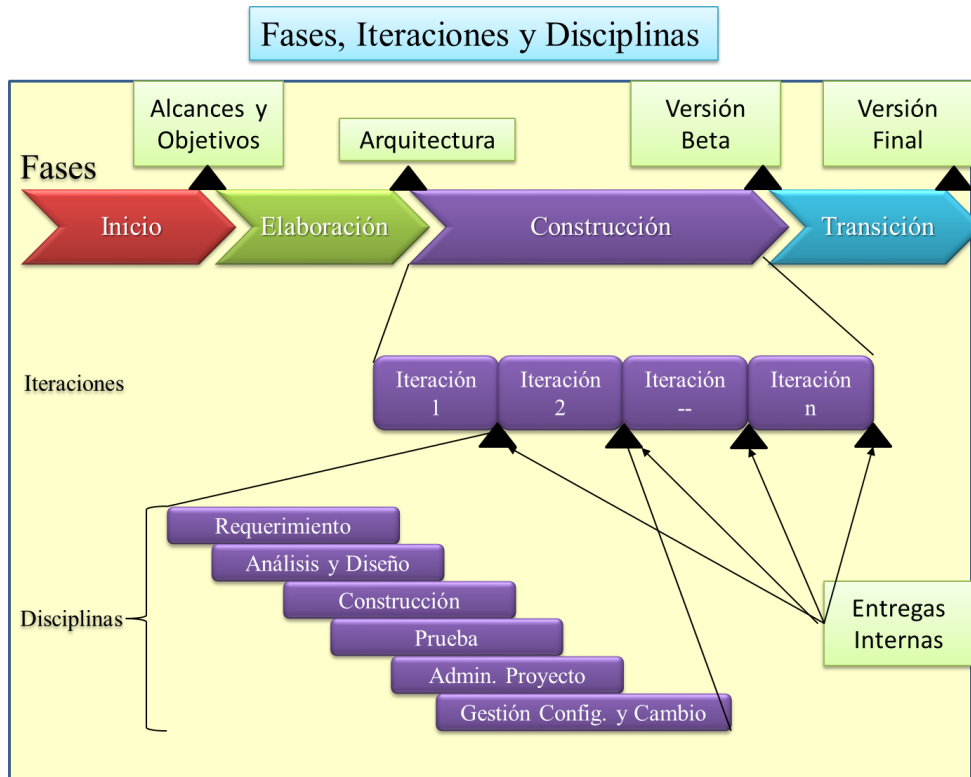 Fases, Iteraciones y Disciplinas
Alcances y
Objetivos
Arquitectura
Versión
Beta
Versión
Final
Fases
Inicio
Elaboración
Construcción
Transición
Iteraciones
Iteración
1
Iteración
2
Iteración
--
Iteración
n
Disciplinas
Requerimiento
Análisis y Diseño
Construcción
Prueba
Admin. Proyecto
Gestión Config. y Cambio
Entregas
Internas